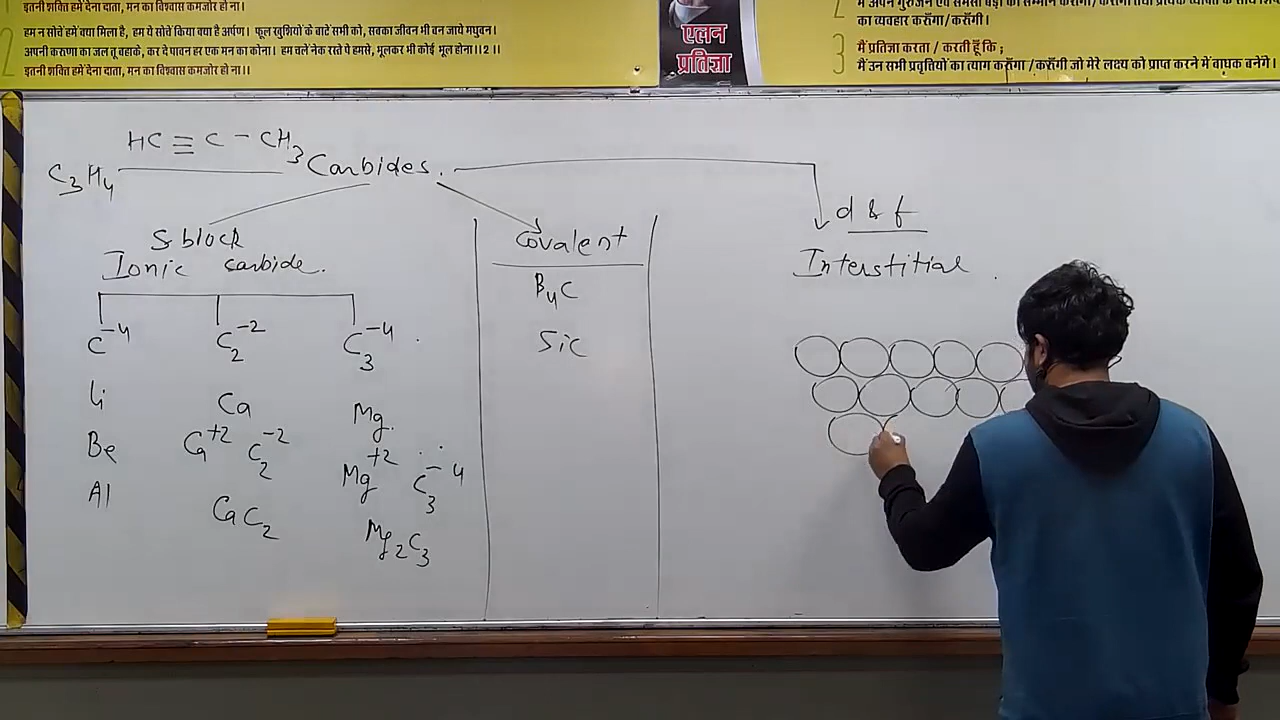 इतनी शक्ति हमें देना दाता, मन का विश्वास कमजोर हो ना।
2
हम न सोचें हमें क्या मिला है, हम ये सोचें किया क्या है अर्पण। फूल खुशियों के बाटें सभी को, सबका जीवन भी बन जाये मधुबन।
अपनी करुणा का जल तू बहाके, कर दे पावन हर एक मन का कोना। हम चलें नेक रस्ते पे हमसे, भूलकर भी कोई भूल होना।।2।।
इतनी शक्ति हमें देना दाता, मन का विश्वास कमजोर हो ना।।
एलन
प्रतिज्ञा
2
का व्यवहार करूँगा/करूँगी।
3
मैं प्रतिज्ञा करता / करती हूँ कि ;
मैं उन सभी प्रवृत्तियों का त्याग करूँगा /करूँगी जो मेरे लक्ष्य को प्राप्त करने में बाधक बनेंगे।
HC ≡ C - CH3
C3H4
Carbides.
S block
Ionic carbide.
C-4 C2-2 C3-4
Li
Be
Al
Ca
Ca+2 C2-2
CaC2
Mg.
Mg+2 C3-4
Mg2C3
Covalent
B4C
SiC
d & f
Interstitial